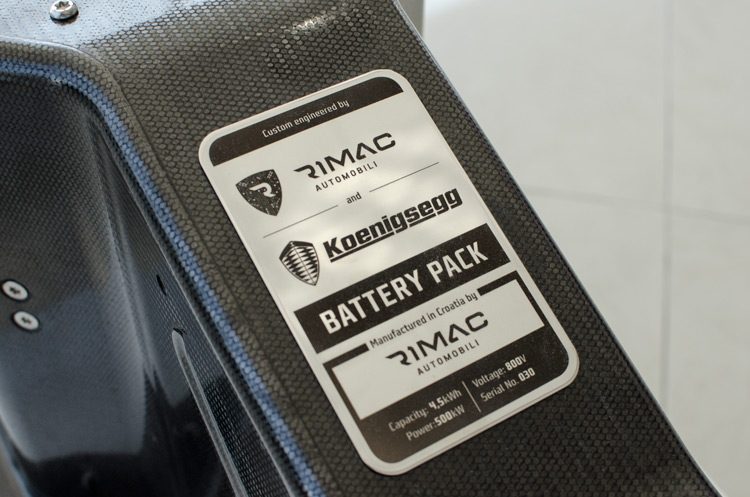 Custom engineered by
RIMAC
AUTOMOBILI
and
Koenigsegg
BATTERY PACK
Manufactured in Croatia by
RIMAC
AUTOMOBILI
Capacity: 4,5kWh
Power: 500kW
Voltage: 800V
Serial No. 030